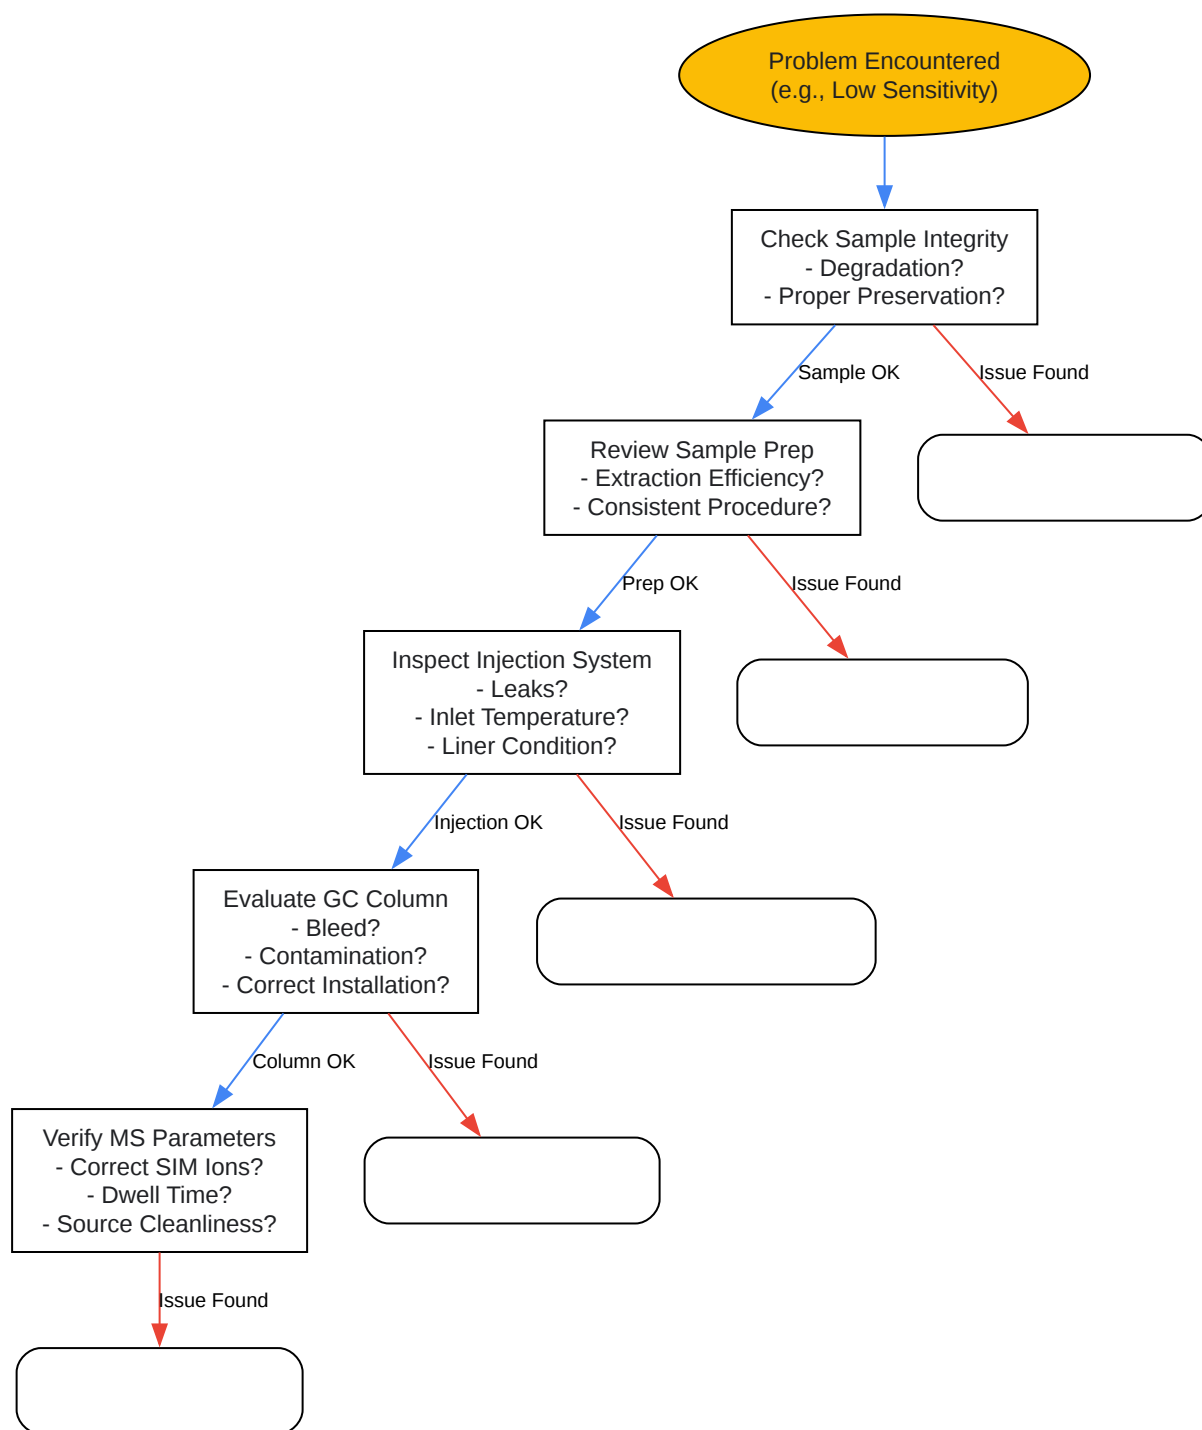 Problem Encountered
(e.g., Low Sensitivity)
Check Sample Integrity
- Degradation?
- Proper Preservation?
Sample OK
Issue Found
Review Sample Prep
- Extraction Efficiency?
- Consistent Procedure?
Prep OK
Issue Found
Inspect Injection System
- Leaks?
- Inlet Temperature?
- Liner Condition?
Injection OK
Issue Found
Evaluate GC Column
- Bleed?
- Contamination?
- Correct Installation?
Column OK
Issue Found
Verify MS Parameters
- Correct SIM Ions?
- Dwell Time?
- Source Cleanliness?
Issue Found